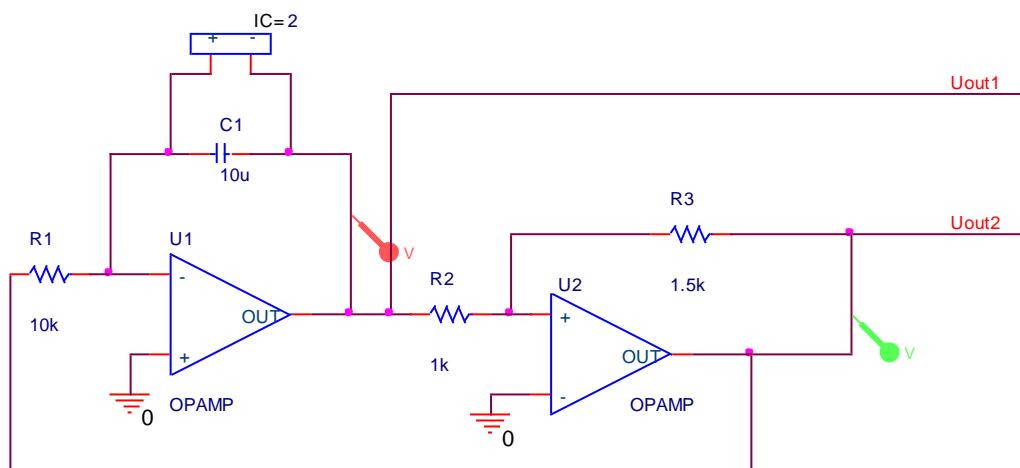 IC= 2
+ -
Uout1
C1
10u
R3
Uout2
R1
U1
V
-
R2
U2
1.5k
OUT
+
10k
V
1k
OUT
+
-
0
OPAMP
OPAMP
0